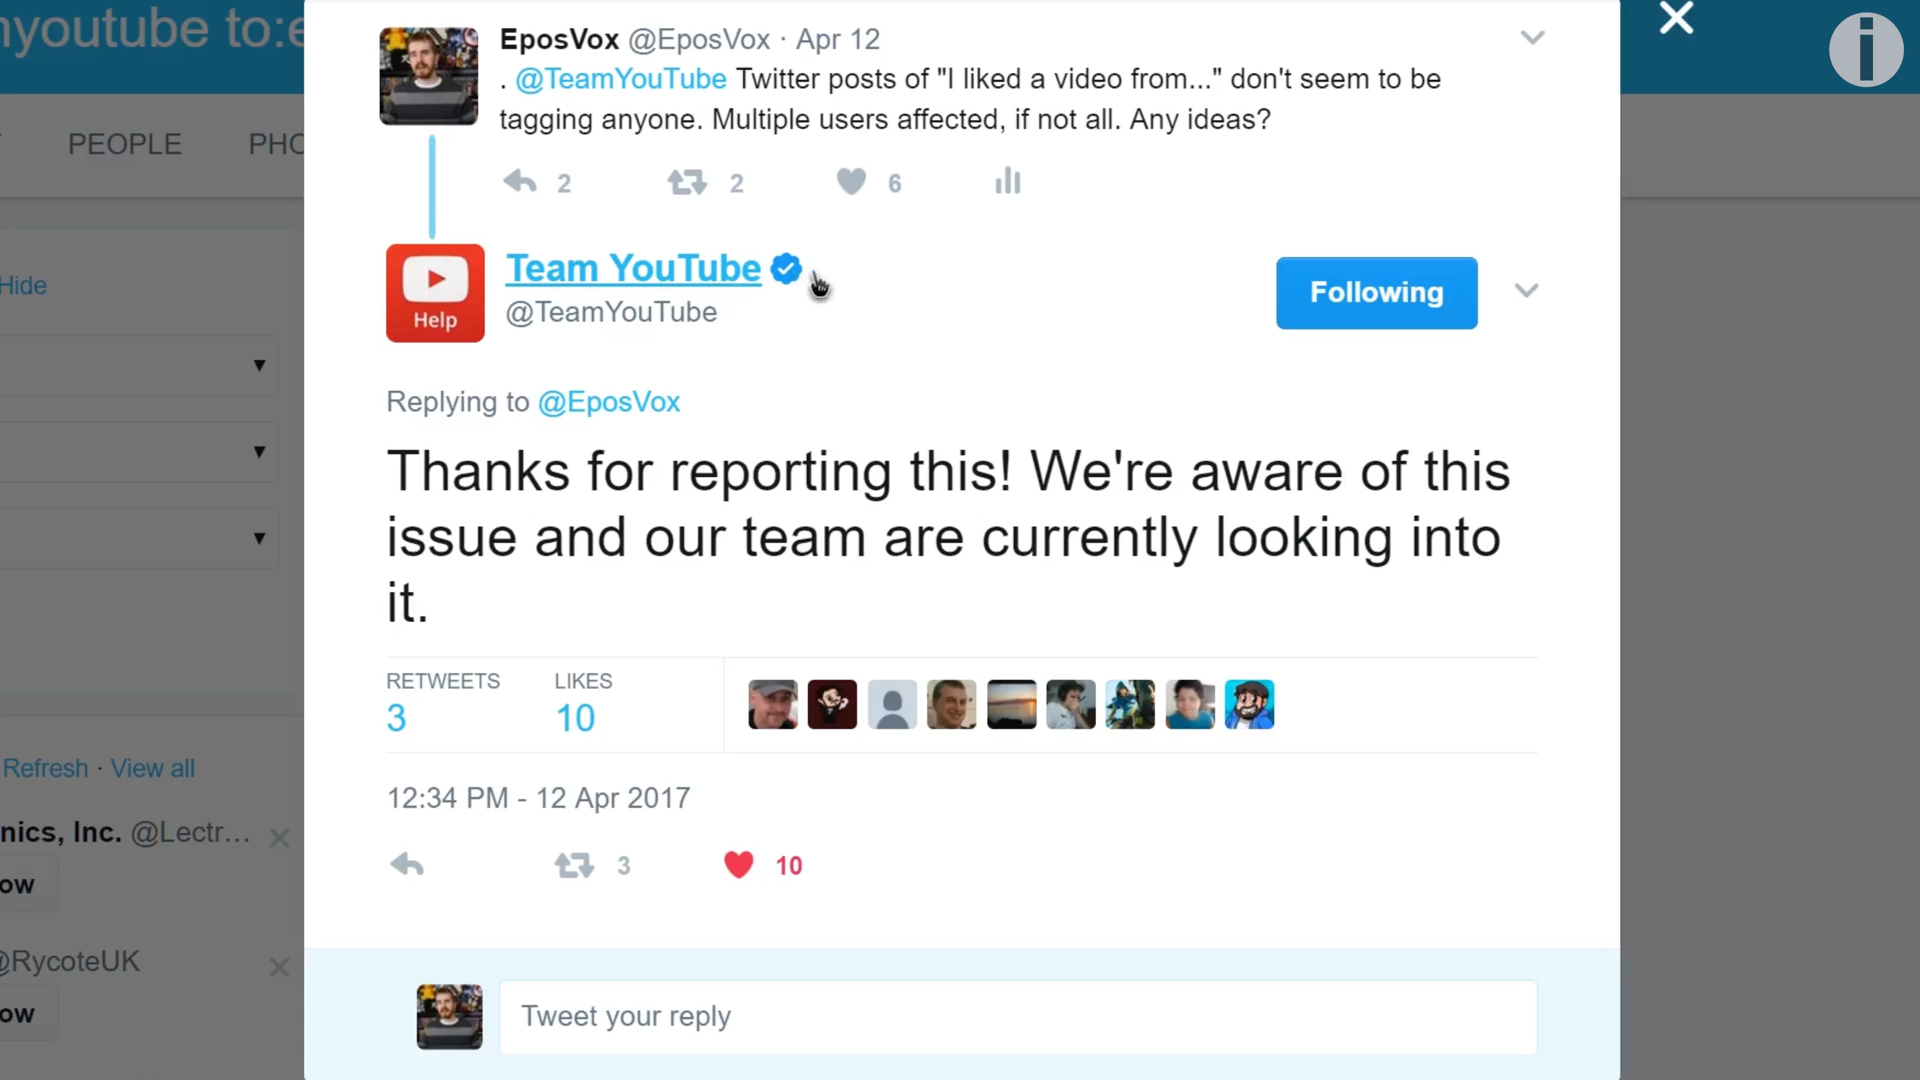 youtube to:e
EposVox @EposVox · Apr 12
. @TeamYouTube Twitter posts of "I liked a video from..." don't seem to be
tagging anyone. Multiple users affected, if not all. Any ideas?
2 2 6
PEOPLE PHO
Hide
Team YouTube
@TeamYouTube
Following
Help
Replying to @EposVox
Thanks for reporting this! We're aware of this
issue and our team are currently looking into
it.
RETWEETS LIKES
3 10
12:34 PM - 12 Apr 2017
3 10
Refresh · View all
nics, Inc. @Lectr...
ow
@RycoteUK
ow
Tweet your reply
i